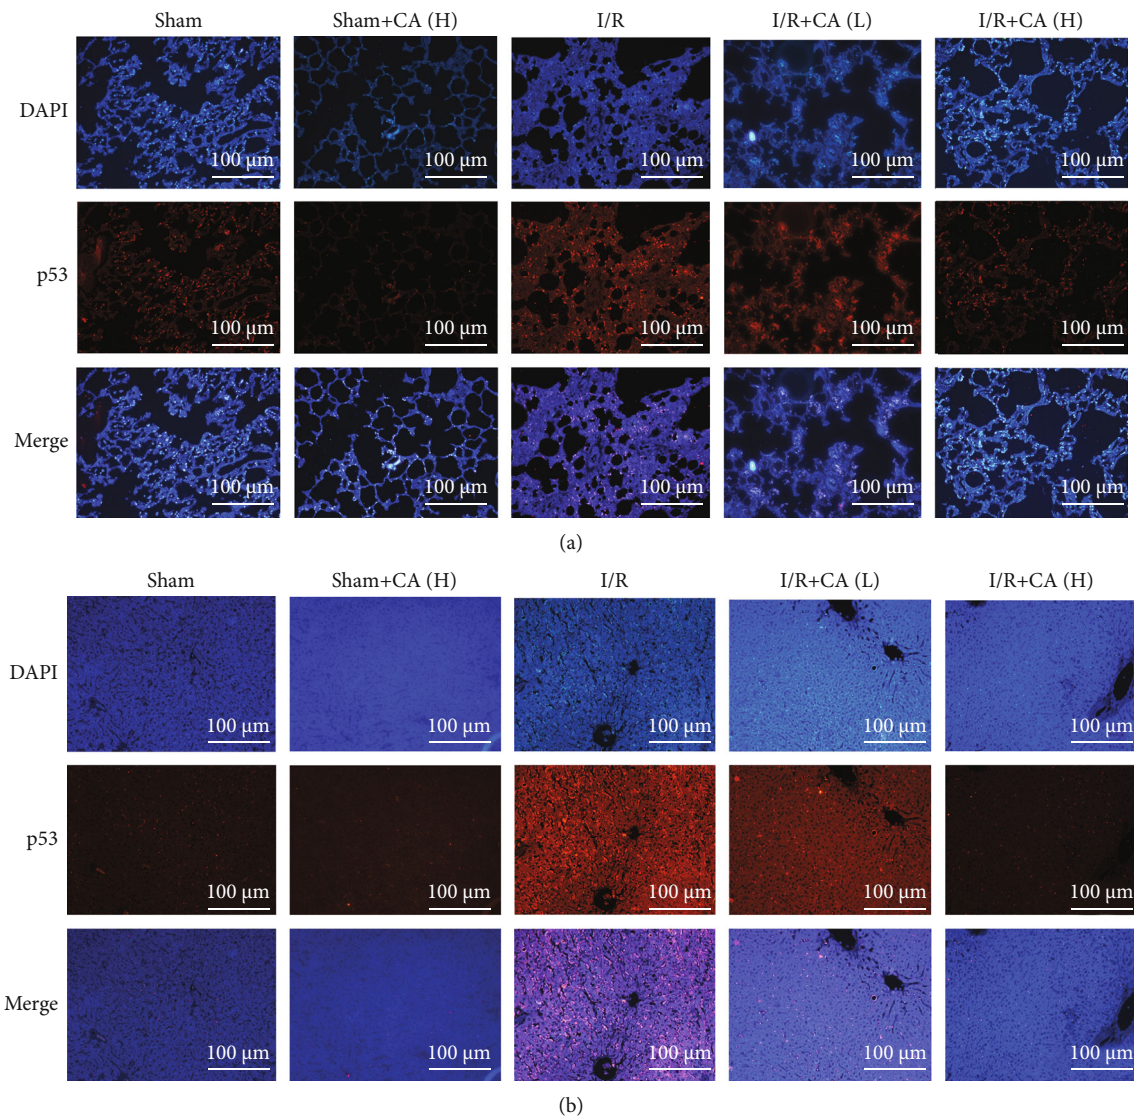 Sham Sham+CA (H) I/R I/R+CA (L) I/R+CA (H)
DAPI 100 µm 100 µm 100 µm 100 µm 100 µm
p53 100 µm 100 µm 100 µm 100 µm 100 µm
Merge 100 µm 100 µm 100 µm 100 µm 100 µm
(a)
Sham Sham+CA (H) I/R I/R+CA (L) I/R+CA (H)
DAPI 100 µm 100 µm 100 µm 100 µm 100 µm
p53 100 µm 100 µm 100 µm 100 µm 100 µm
Merge 100 µm 100 µm 100 µm 100 µm 100 µm
(b)